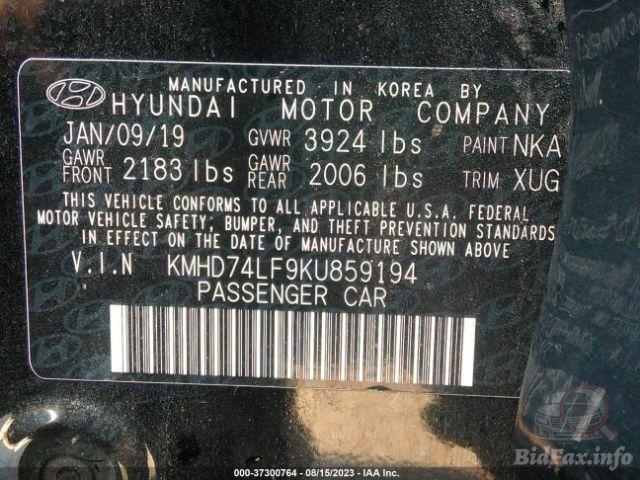 MANUFACTURED IN KOREA BY
HYUNDAI MOTOR COMPANY
JAN/09/19 GVWR 3924 lbs PAINT NKA
GAWR FRONT 2183 lbs GAWR REAR 2006 lbs TRIM XUG
THIS VEHICLE CONFORMS TO ALL APPLICABLE U.S.A. FEDERAL
MOTOR VEHICLE SAFETY, BUMPER, AND THEFT PREVENTION STANDARDS
IN EFFECT ON THE DATE OF MANUFACTURE SHOWN ABOVE
V.I.N KMHD74LF9KU859194
PASSENGER CAR
000-37300764 - 08/15/2023 - IAA Inc.
BidFax.info